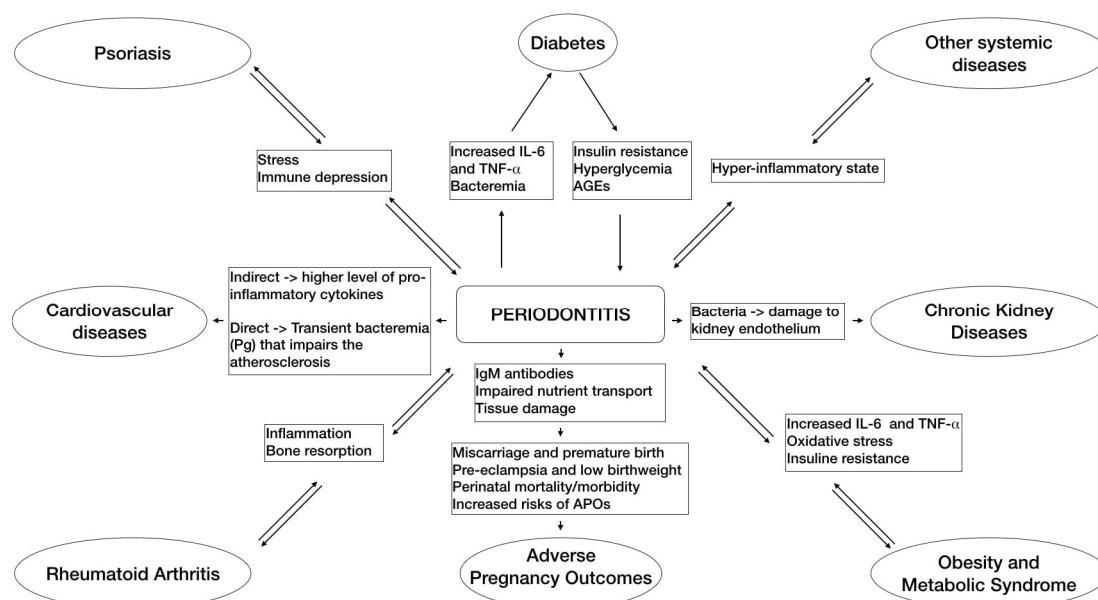 Psoriasis
Diabetes
Other systemic
diseases
Stress
Immune depression
Increased IL-6
and TNF-α
Bacteremia
Insulin resistance
Hyperglycemia
AGEs
Hyper-inflammatory state
Cardiovascular
diseases
Indirect -> higher level of pro-
inflammatory cytokines
Direct -> Transient bacteremia
(Pg) that impairs the
atherosclerosis
PERIODONTITIS
Bacteria -> damage to
kidney endothelium
Chronic Kidney
Diseases
IgM antibodies
Impaired nutrient transport
Tissue damage
Inflammation
Bone resorption
Miscarriage and premature birth
Pre-eclampsia and low birthweight
Perinatal mortality/morbidity
Increased risks of APOs
Increased IL-6 and TNF-α
Oxidative stress
Insuline resistance
Rheumatoid Arthritis
Adverse
Pregnancy Outcomes
Obesity and
Metabolic Syndrome